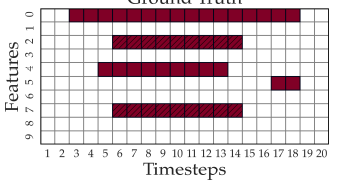 Ground Truth
Features
0 1 2 3 4 5 6 7 8 9
1 2 3 4 5 6 7 8 9 10 11 12 13 14 15 16 17 18 19 20
Timesteps